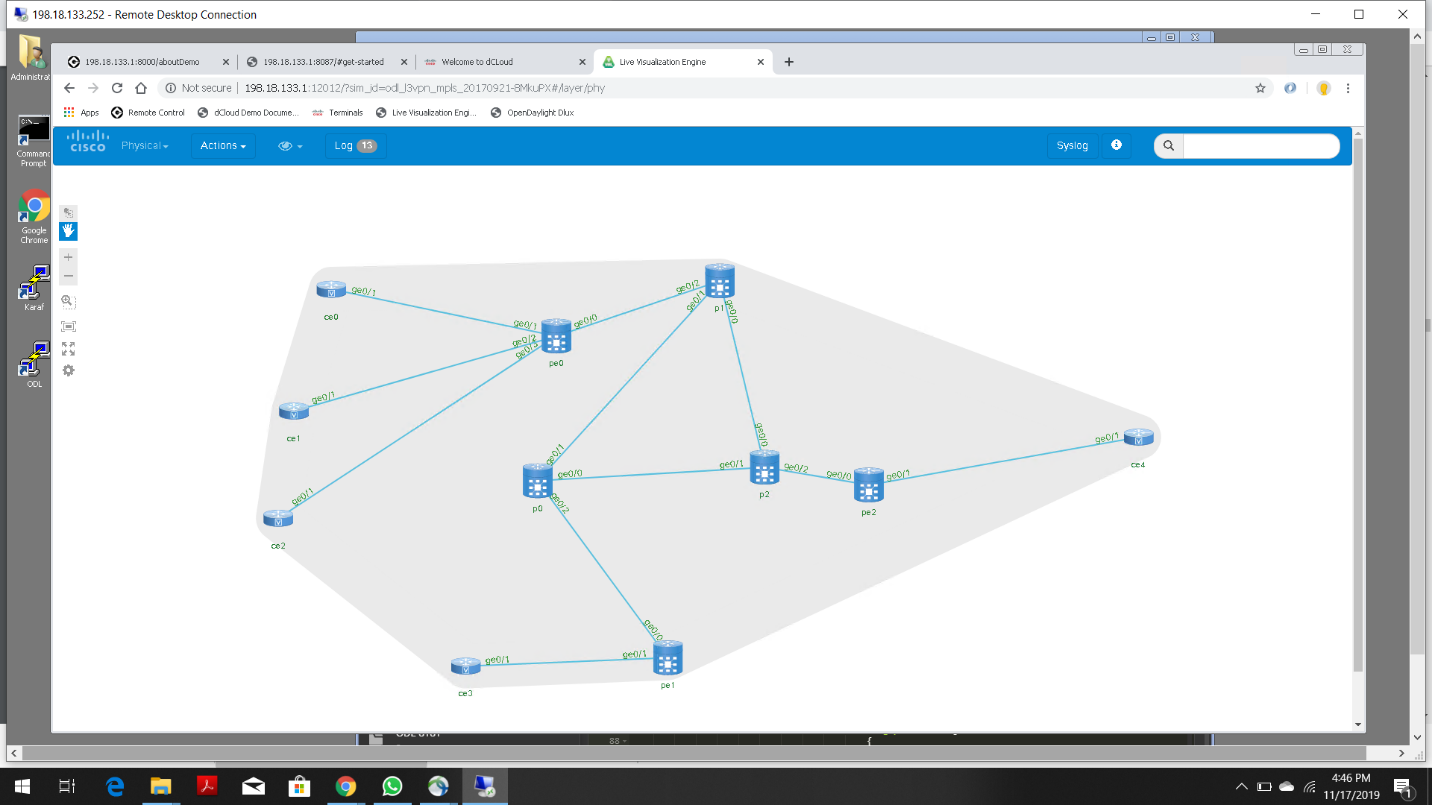 198.18.133.252 - Remote Desktop Connection
198.18.133.1:8000/aboutDemo
198.18.133.1:8087/#get-started
Welcome to dCLoud
Live Visualization Engine
Not secure
198.18.133.1:12012/?sim_id=odl_l3vpn_mpls_20170921-8MkuPX#/layer/phy
Apps
Remote Control
dCloud Demo Docume...
Terminals
Live Visualization Engi...
OpenDaylight Dlux
Administrat
Comman
Prompt
Google
Chrome
Karaf
ODL
CISCO
Physical
Actions
Log 13
Syslog
ge0/1
ce0
ge0/1
ge0/2
ge0/3
ge0/0
pe0
ge0/2
ge0/1
ge0/0
p1
ge0/1
ce1
ge0/1
ce2
ge0/1
ge0/0
ge0/2
p0
ge0/0
ge0/1
ge0/2
p2
ge0/0
ge0/1
pe2
ge0/1
ce4
ge0/1
ce3
ge0/0
ge0/1
pe1
88
{
4:46 PM
11/17/2019
1